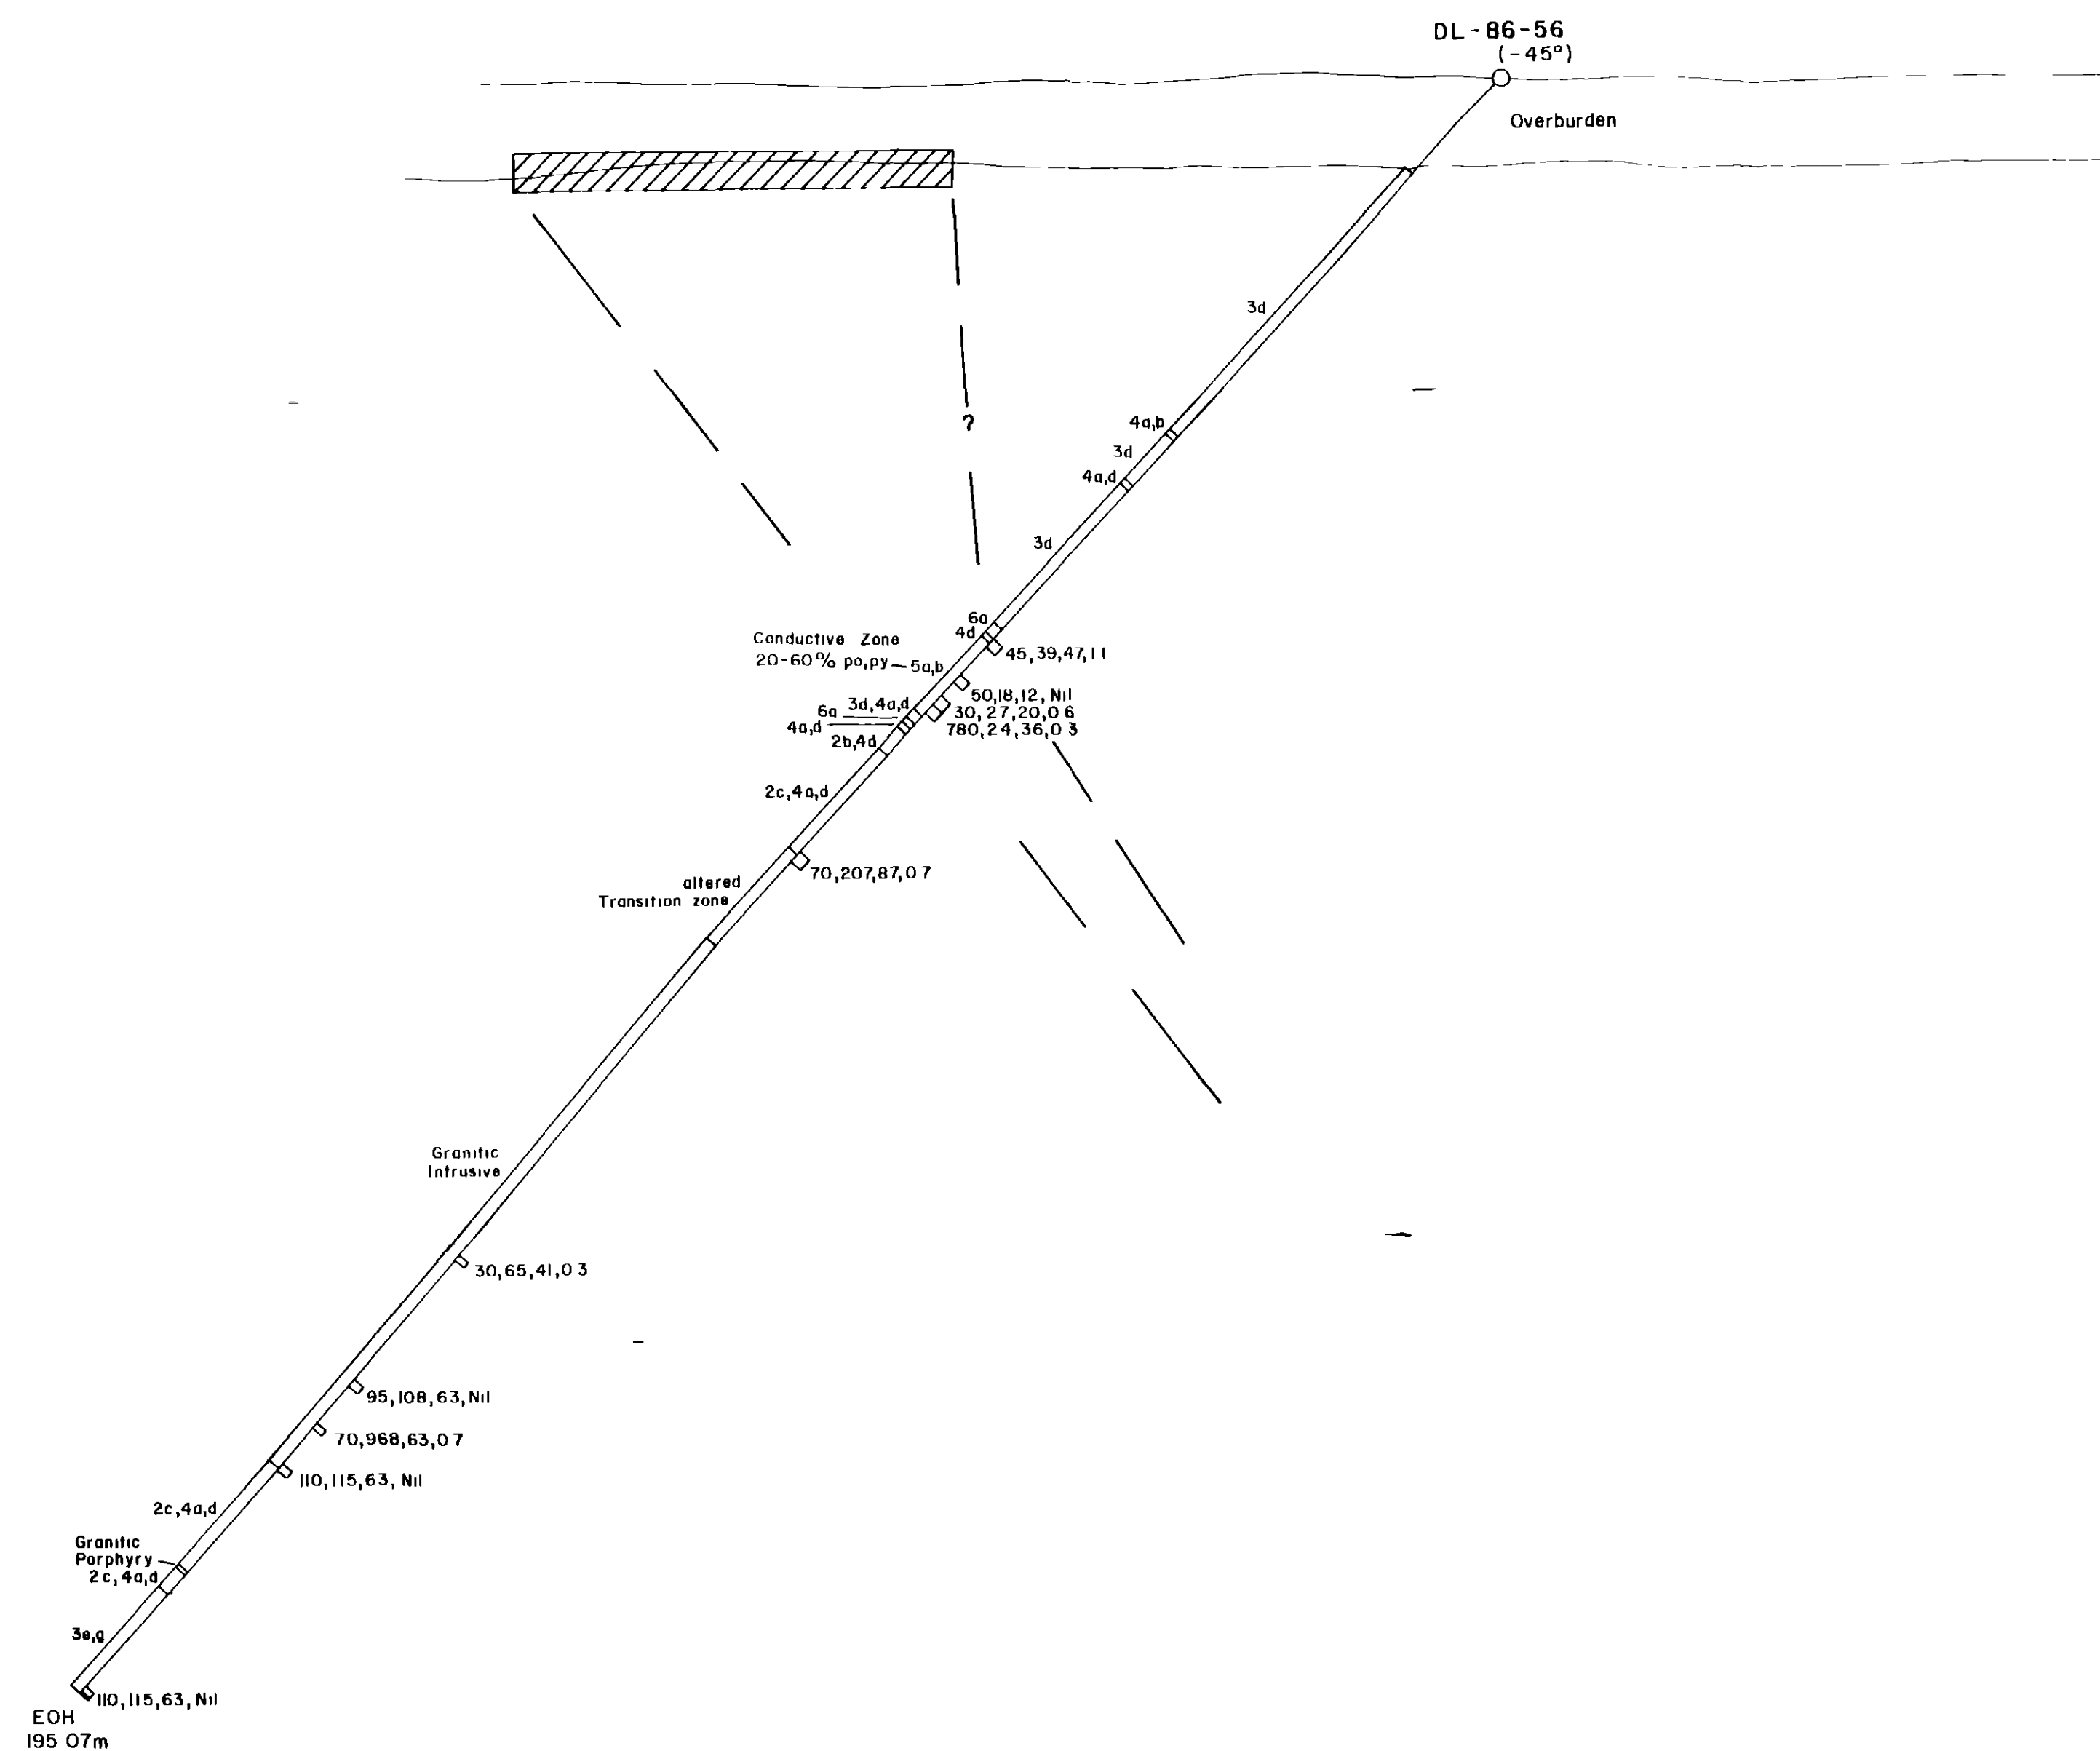 DL-86-56
(-45°)
Overburden
3d
4a,b
3d
4a,d
3d
?
6a
4d
Conductive Zone
20-60% po,py
5a,b
45,39,47,11
50,18,12, Nil
30,27,20,0 6
780,24,36,0 3
3d,4a,d
6a
4a,d
2b,4d
2c,4a,d
70,207,87,0 7
altered
Transition zone
Granitic
Intrusive
30,65,41,0 3
95,108,63,Nil
70,968,63,0 7
110,115,63, Nil
2c,4a,d
Granitic
Porphyry
2c,4a,d
3e,g
110,115,63, Nil
EOH
195 07m